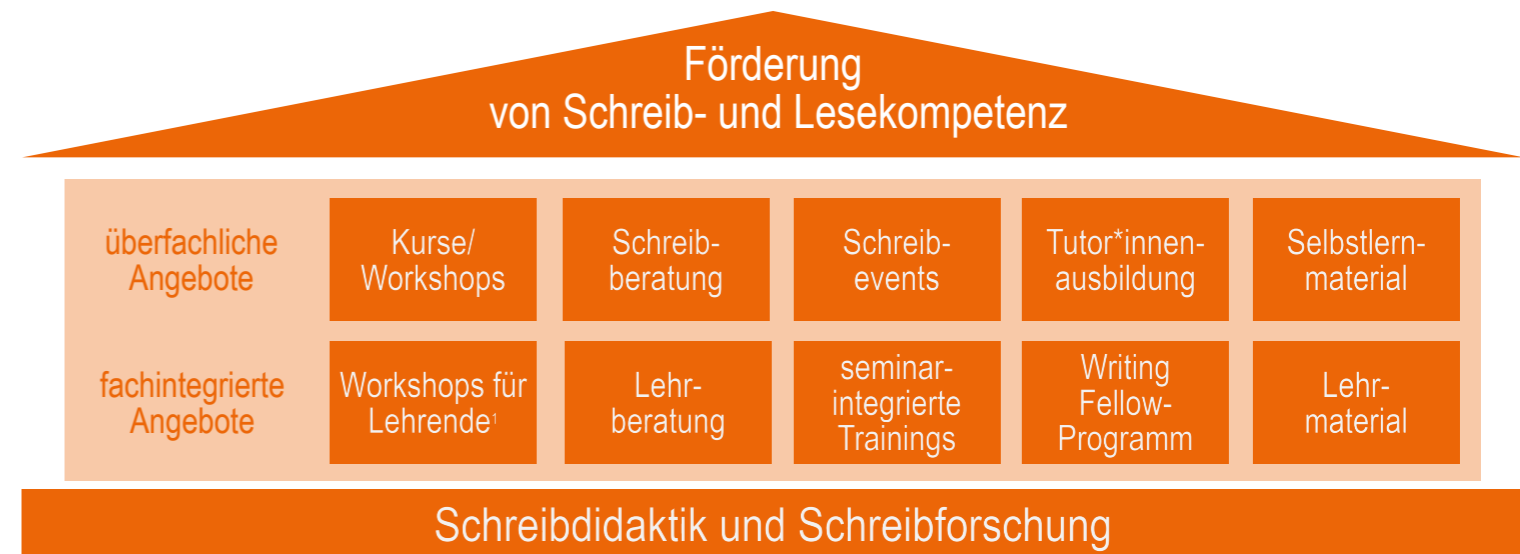 Förderung
von Schreib- und Lesekompetenz
überfachliche
Angebote
Kurse/
Workshops
Schreib-
beratung
Schreib-
events
Tutor*innen-
ausbildung
Selbstlern-
material
fachintegrierte
Angebote
Workshops für
Lehrende¹
Lehr-
beratung
seminar-
integrierte
Trainings
Writing
Fellow-
Programm
Lehr-
material
Schreibdidaktik und Schreibforschung